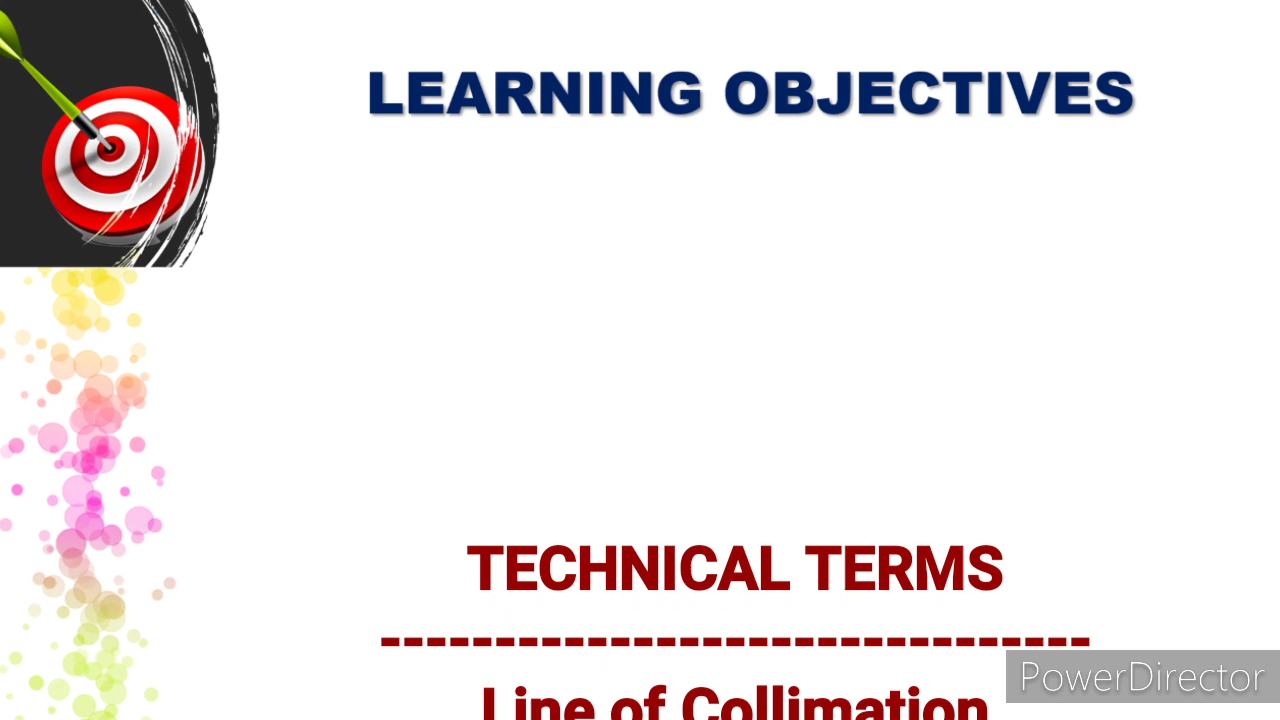 LEARNING OBJECTIVES
TECHNICAL TERMS
-------------------------------
Line of Collimation
PowerDirector